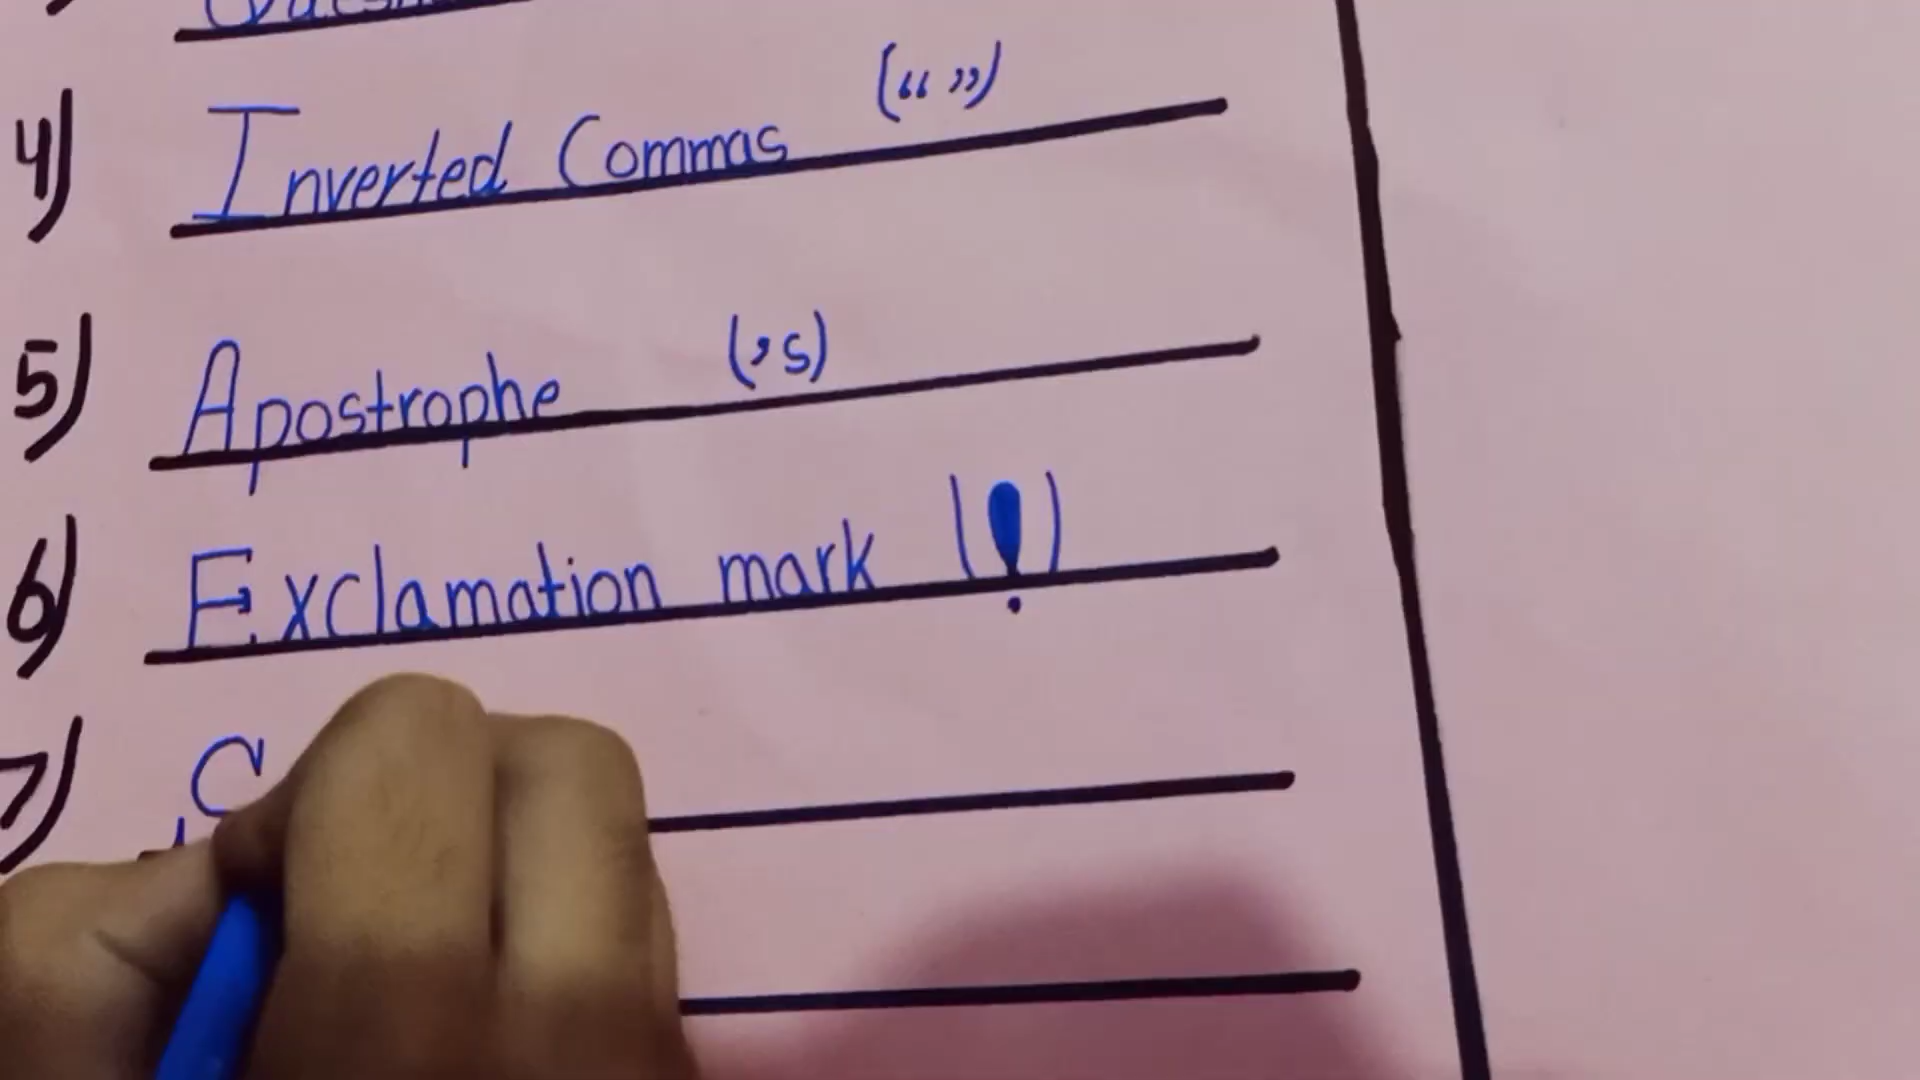 4) Inverted Commas (“ ”)
5) Apostrophe (,s)
6) Exclamation mark (!)
7) S